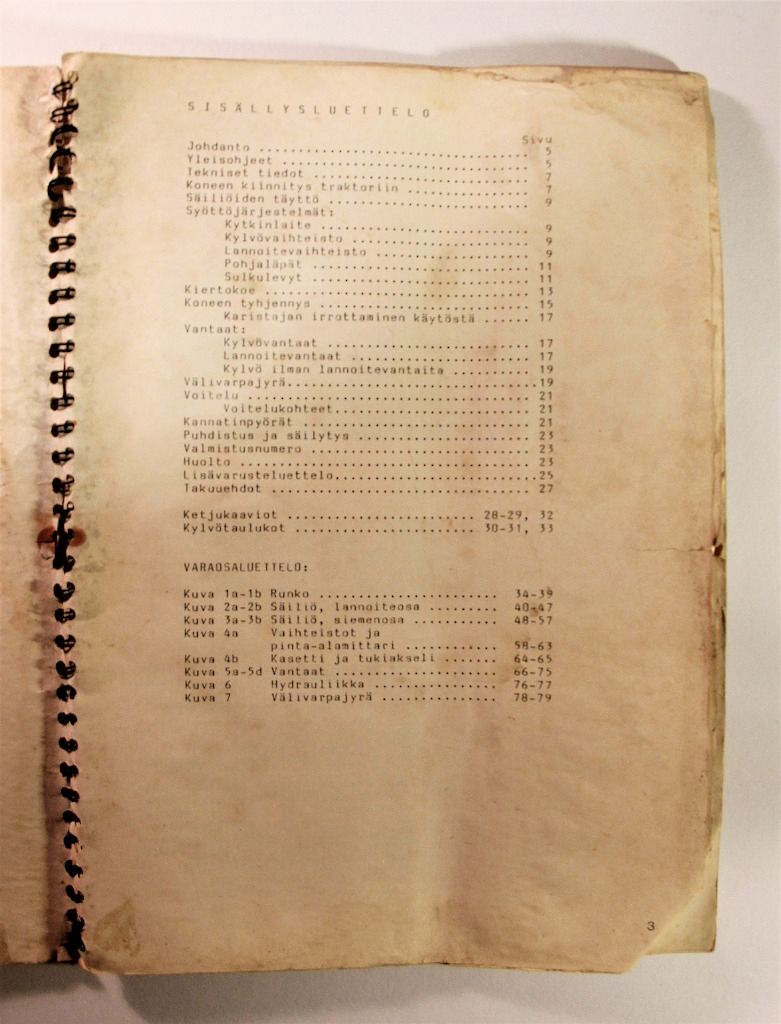 SISÄLLYSLUETTELO
Sivu
Johdanto .................................. 5
Yleisohjeet ............................... 5
Tekniset tiedot ........................... 7
Koneen kiinnitys traktoriin ............... 7
Säiliöiden täyttö ......................... 9
Syöttöjärjestelmät:
Kytkinlaite ....................... 9
Kylvövaihteisto ................... 9
Lannoitevaihteisto ................ 9
Pohjaläpät ........................ 11
Sulkulevyt ........................ 11
Kiertokoe ................................. 13
Koneen tyhjennys .......................... 15
Karistajan irrottaminen käytöstä ...... 17
Vantaat:
Kylvövantaat ...................... 17
Lannoitevantaat ................... 17
Kylvö ilman lannoitevantaita .......... 19
Välivarpajyrä..............................19
Voitelu ................................... 21
Voitelukohteet..................... 21
Kannatinpyörät ............................ 21
Puhdistus ja säilytys ..................... 23
Valmistusnumero ........................... 23
Huolto .................................... 23
Lisävarusteluettelo........................25
Takuuehdot ................................ 27
Ketjukaaviot ........................ 28-29, 32
Kylvötaulukot ....................... 30-31, 33
VARAOSALUETTELO:
Kuva 1a-1b Runko ....................... 34-39
Kuva 2a-2b Säiliö, lannoiteosa ......... 40-47
Kuva 3a-3b Säiliö, siemenosa ........... 48-57
Kuva 4a Vaihteistot ja
pinta-alamittari ............ 58-63
Kuva 4b Kasetti ja tukiakseli ....... 64-65
Kuva 5a-5d Vantaat ..................... 66-75
Kuva 6 Hydrauliikka ................ 76-77
Kuva 7 Välivarpajyrä ............... 78-79
3